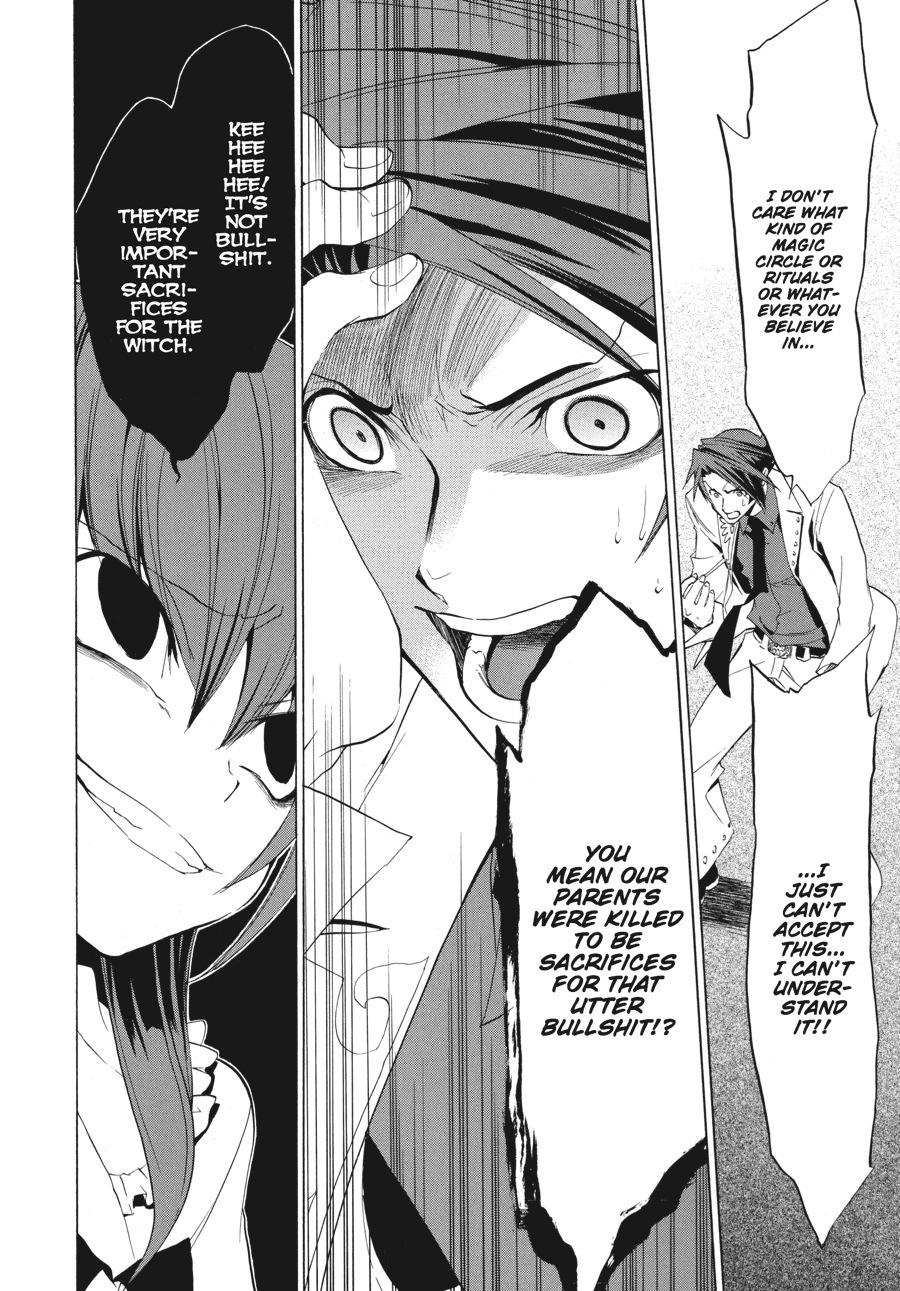 I DON'T
CARE WHAT
KIND OF
MAGIC
CIRCLE OR
RITUALS
OR WHAT-
EVER YOU
BELIEVE
IN...
...I
JUST
CAN'T
ACCEPT
THIS...
I CAN'T
UNDER-
STAND
IT!!
YOU
MEAN OUR
PARENTS
WERE KILLED
TO BE
SACRIFICES
FOR THAT
UTTER
BULLSHIT!?
KEE
HEE
HEE
HEE!
IT'S
NOT
BULL-
SHIT.
THEY'RE
VERY
IMPOR-
TANT
SACRI-
FICES
FOR THE
WITCH.